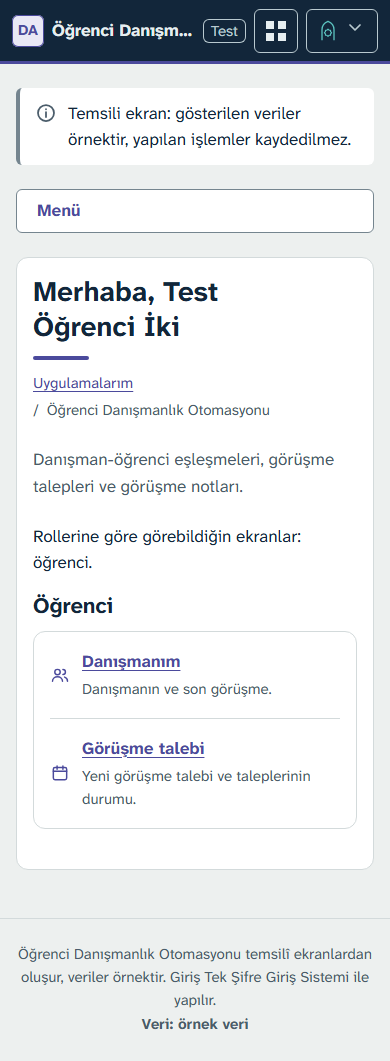 DA Öğrenci Danışm... Test
Temsili ekran: gösterilen veriler
örnektir, yapılan işlemler kaydedilmez.
Menü
Merhaba, Test
Öğrenci İki
Uygulamalarım
/ Öğrenci Danışmanlık Otomasyonu
Danışman-öğrenci eşleşmeleri, görüşme
talepleri ve görüşme notları.
Rollerine göre görebildiğin ekranlar:
öğrenci.
Öğrenci
Danışmanım
Danışmanın ve son görüşme.
Görüşme talebi
Yeni görüşme talebi ve taleplerinin
durumu.
Öğrenci Danışmanlık Otomasyonu temsilî ekranlardan
oluşur, veriler örnektir. Giriş Tek Şifre Giriş Sistemi ile
yapılır.
Veri: örnek veri